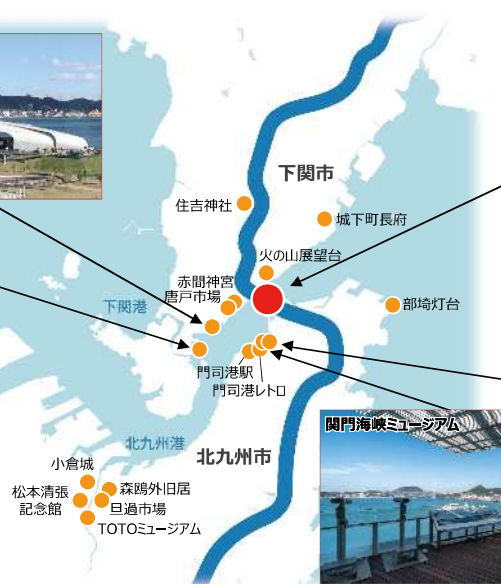 下関市
住吉神社
城下町長府
火の山展望台
赤間神宮
唐戸市場
下関港
部埼灯台
門司港駅
門司港レトロ
関門海峡ミュージアム
北九州港
北九州市
小倉城
松本清張
記念館
森鴎外旧居
旦過市場
TOTOミュージアム